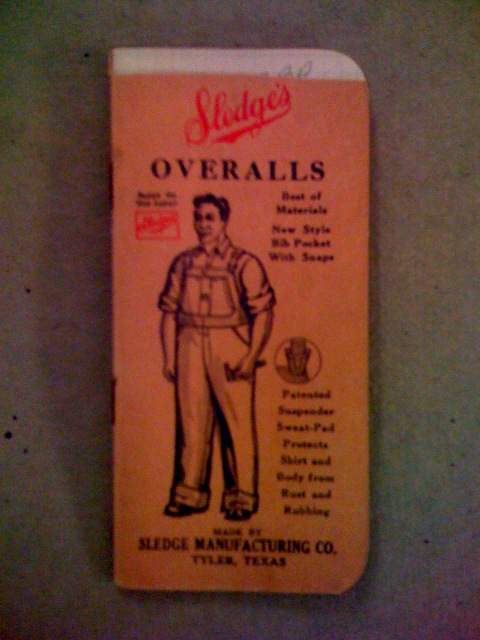 Sledge's
OVERALLS
Best of
Materials
New Style
Bib Pocket
With Snaps
Patented
Suspender
Sweat-Pad
Protects
Shirt and
Body from
Rust and
Rubbing
MADE BY
SLEDGE MANUFACTURING CO.
TYLER, TEXAS